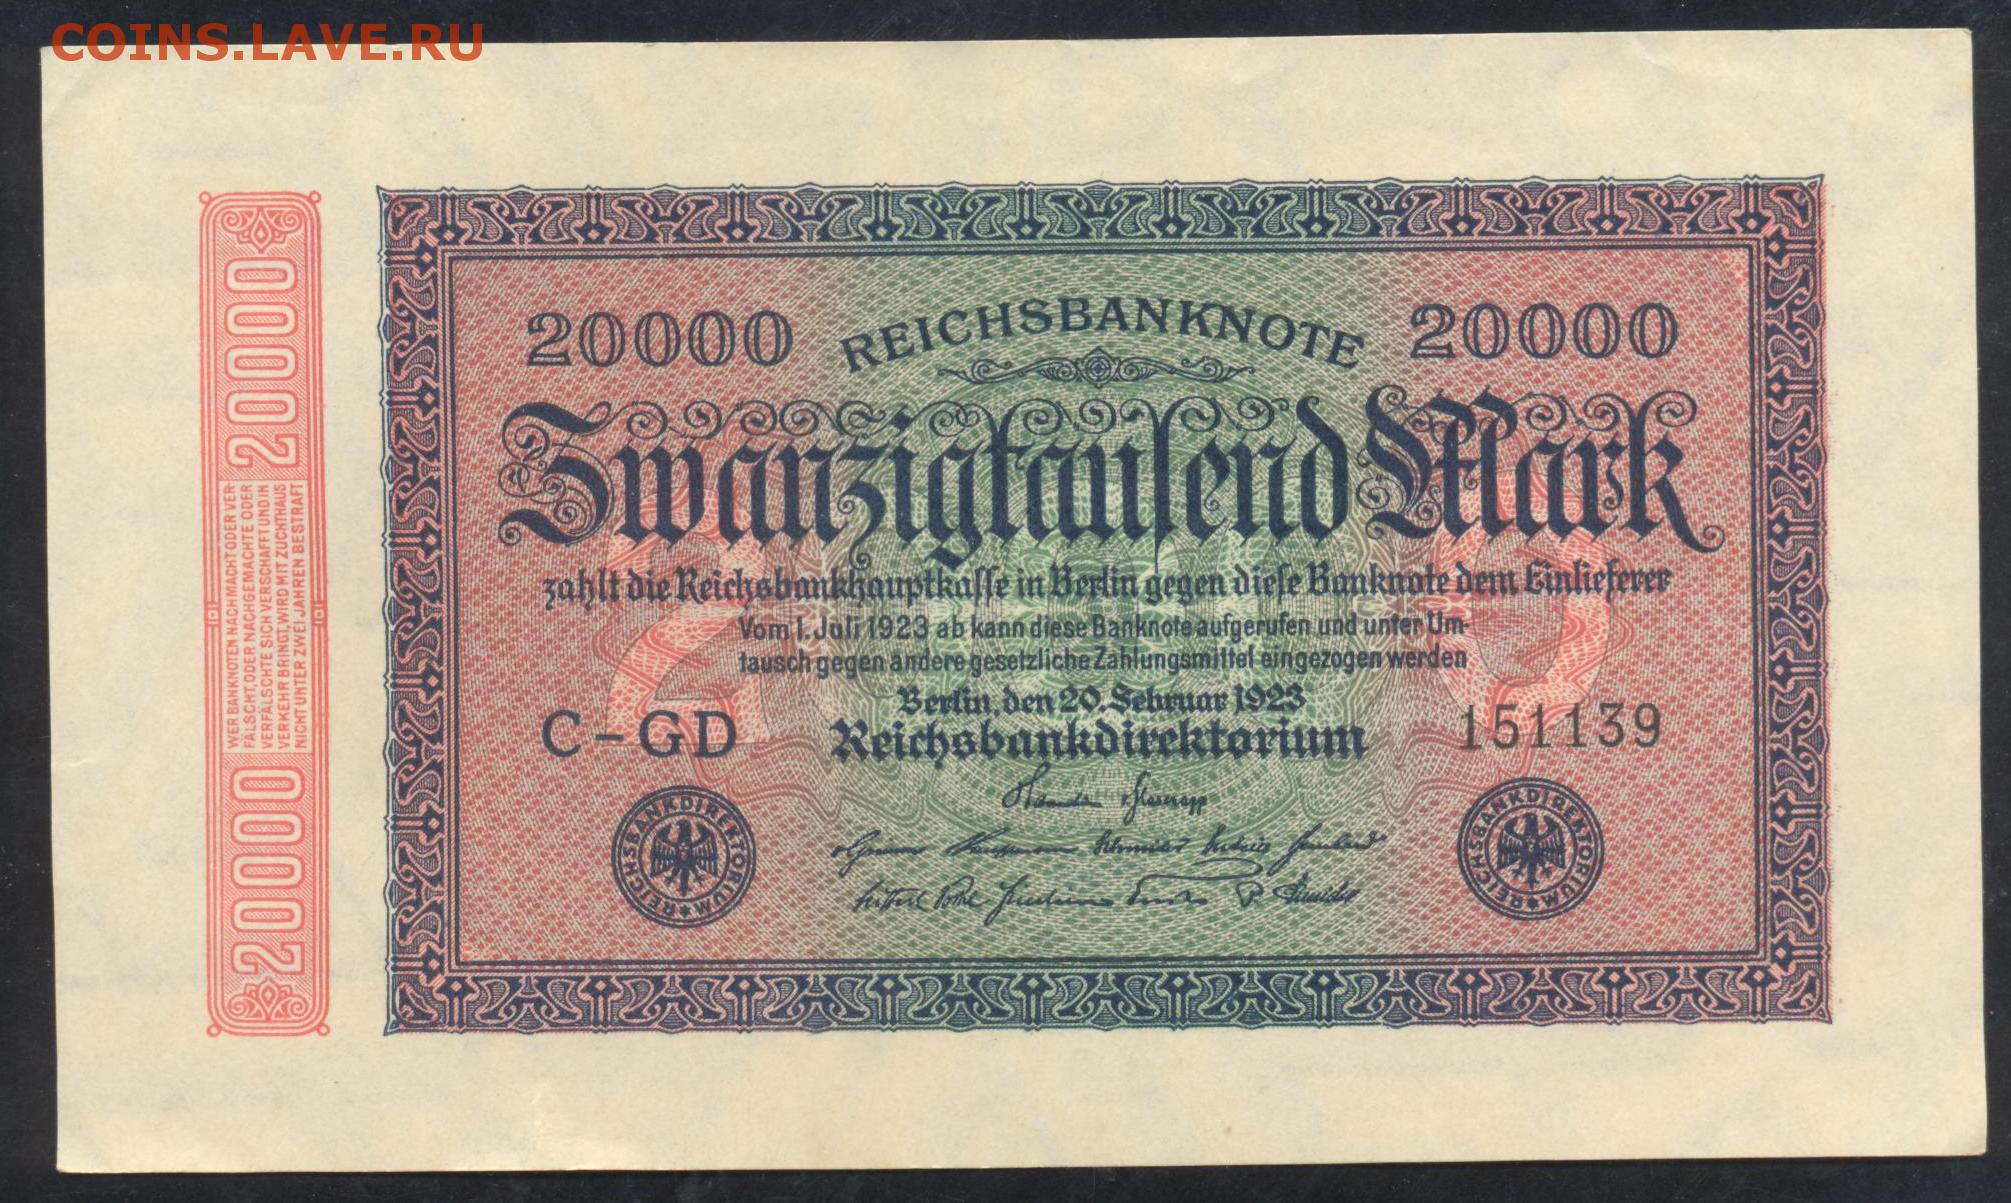 COINS.LAVE.RU
20000
WER BANKNOTEN NACHMACHT ODER VER-
FÄLSCHT, ODER NACHGEMACHTE ODER
VERFÄLSCHTE SICH VERSCHAFFT UND IN
VERKEHR BRINGT, WIRD MIT ZUCHTHAUS
NICHT UNTER ZWEI JAHREN BESTRAFT
20000
20000
REICHSBANKNOTE
20000
Zwanzigtausend Mark
zahlt die Reichsbankhauptkasse in Berlin gegen diese Banknote dem Einlieferer
Vom 1. Juli 1923 ab kann diese Banknote aufgerufen und unter Um-
tausch gegen andere gesetzliche Zahlungsmittel eingezogen werden
Berlin, den 20. Februar 1923
C-GD
Reichsbankdirektorium
151139
REICHSBANKDIREKTORIUM
REICHSBANKDIREKTORIUM